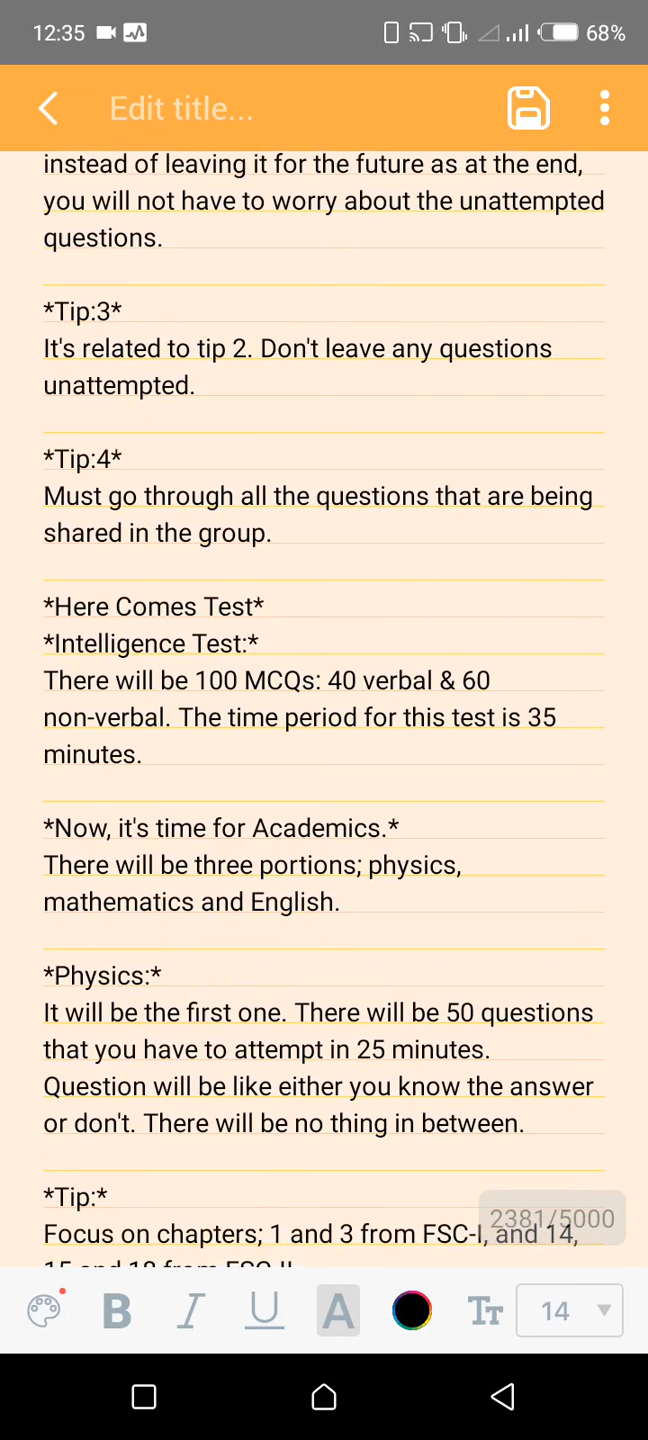 12:35
68%
Edit title...
instead of leaving it for the future as at the end,
you will not have to worry about the unattempted
questions.
*Tip:3*
It's related to tip 2. Don't leave any questions
unattempted.
*Tip:4*
Must go through all the questions that are being
shared in the group.
*Here Comes Test*
*Intelligence Test:*
There will be 100 MCQs: 40 verbal & 60
non-verbal. The time period for this test is 35
minutes.
*Now, it's time for Academics.*
There will be three portions; physics,
mathematics and English.
*Physics:*
It will be the first one. There will be 50 questions
that you have to attempt in 25 minutes.
Question will be like either you know the answer
or don't. There will be no thing in between.
*Tip:*
2381/5000
Focus on chapters; 1 and 3 from FSC-I, and 14,
15 and 18 from FSC-II
B I U A Tт 14